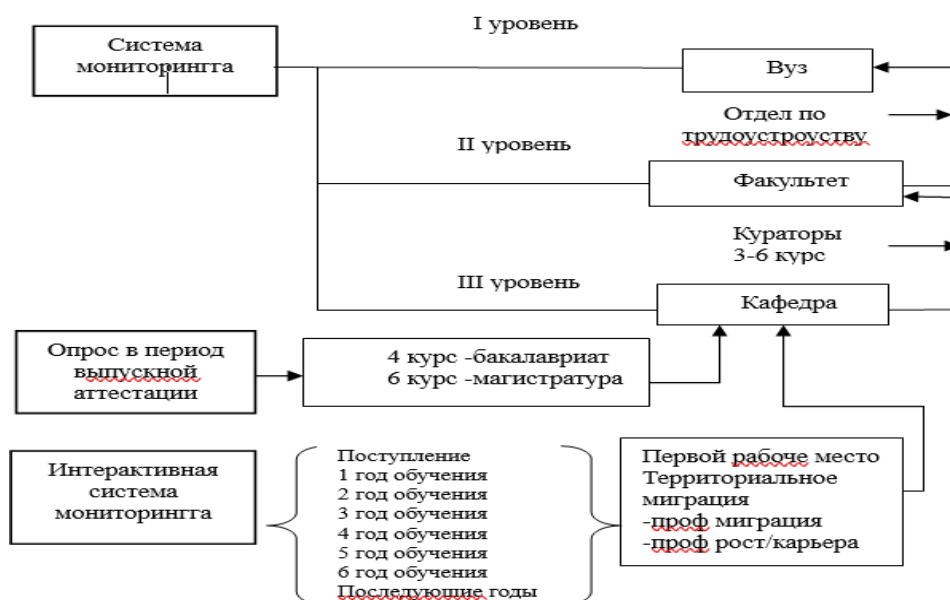 I уровень
Система
мониторингга
Вуз
Отдел по
трудоустроуству
II уровень
Факультет
Кураторы
3-6 курс
III уровень
Кафедра
Опрос в период
выпускной
аттестации
4 курс -бакалавриат
6 курс -магистратура
Интерактивная
система
мониторингга
Поступление
1 год обучения
2 год обучения
3 год обучения
4 год обучения
5 год обучения
6 год обучения
Последующие годы
Первой рабоче место
Территориальное
миграция
-проф миграция
-проф рост/карьера